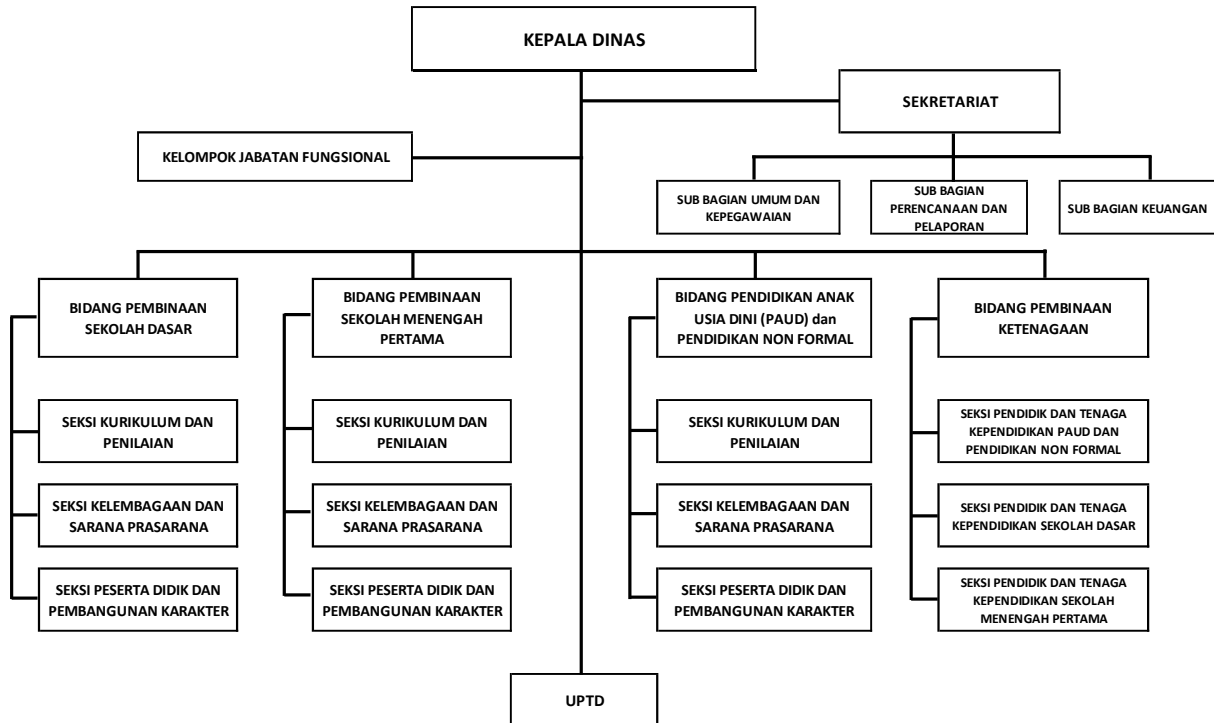 KEPALA DINAS
SEKRETARIAT
KELOMPOK JABATAN FUNGSIONAL
SUB BAGIAN UMUM DAN
KEPEGAWAIAN
SUB BAGIAN
PERENCANAAN DAN
PELAPORAN
SUB BAGIAN KEUANGAN
BIDANG PEMBINAAN
SEKOLAH DASAR
BIDANG PEMBINAAN
SEKOLAH MENENGAH
PERTAMA
BIDANG PENDIDIKAN ANAK
USIA DINI (PAUD) dan
PENDIDIKAN NON FORMAL
BIDANG PEMBINAAN
KETENAGAAN
SEKSI KURIKULUM DAN
PENILAIAN
SEKSI KURIKULUM DAN
PENILAIAN
SEKSI KURIKULUM DAN
PENILAIAN
SEKSI PENDIDIK DAN TENAGA
KEPENDIDIKAN PAUD DAN
PENDIDIKAN NON FORMAL
SEKSI KELEMBAGAAN DAN
SARANA PRASARANA
SEKSI KELEMBAGAAN DAN
SARANA PRASARANA
SEKSI KELEMBAGAAN DAN
SARANA PRASARANA
SEKSI PENDIDIK DAN TENAGA
KEPENDIDIKAN SEKOLAH DASAR
SEKSI PESERTA DIDIK DAN
PEMBANGUNAN KARAKTER
SEKSI PESERTA DIDIK DAN
PEMBANGUNAN KARAKTER
SEKSI PESERTA DIDIK DAN
PEMBANGUNAN KARAKTER
SEKSI PENDIDIK DAN TENAGA
KEPENDIDIKAN SEKOLAH
MENENGAH PERTAMA
UPTD